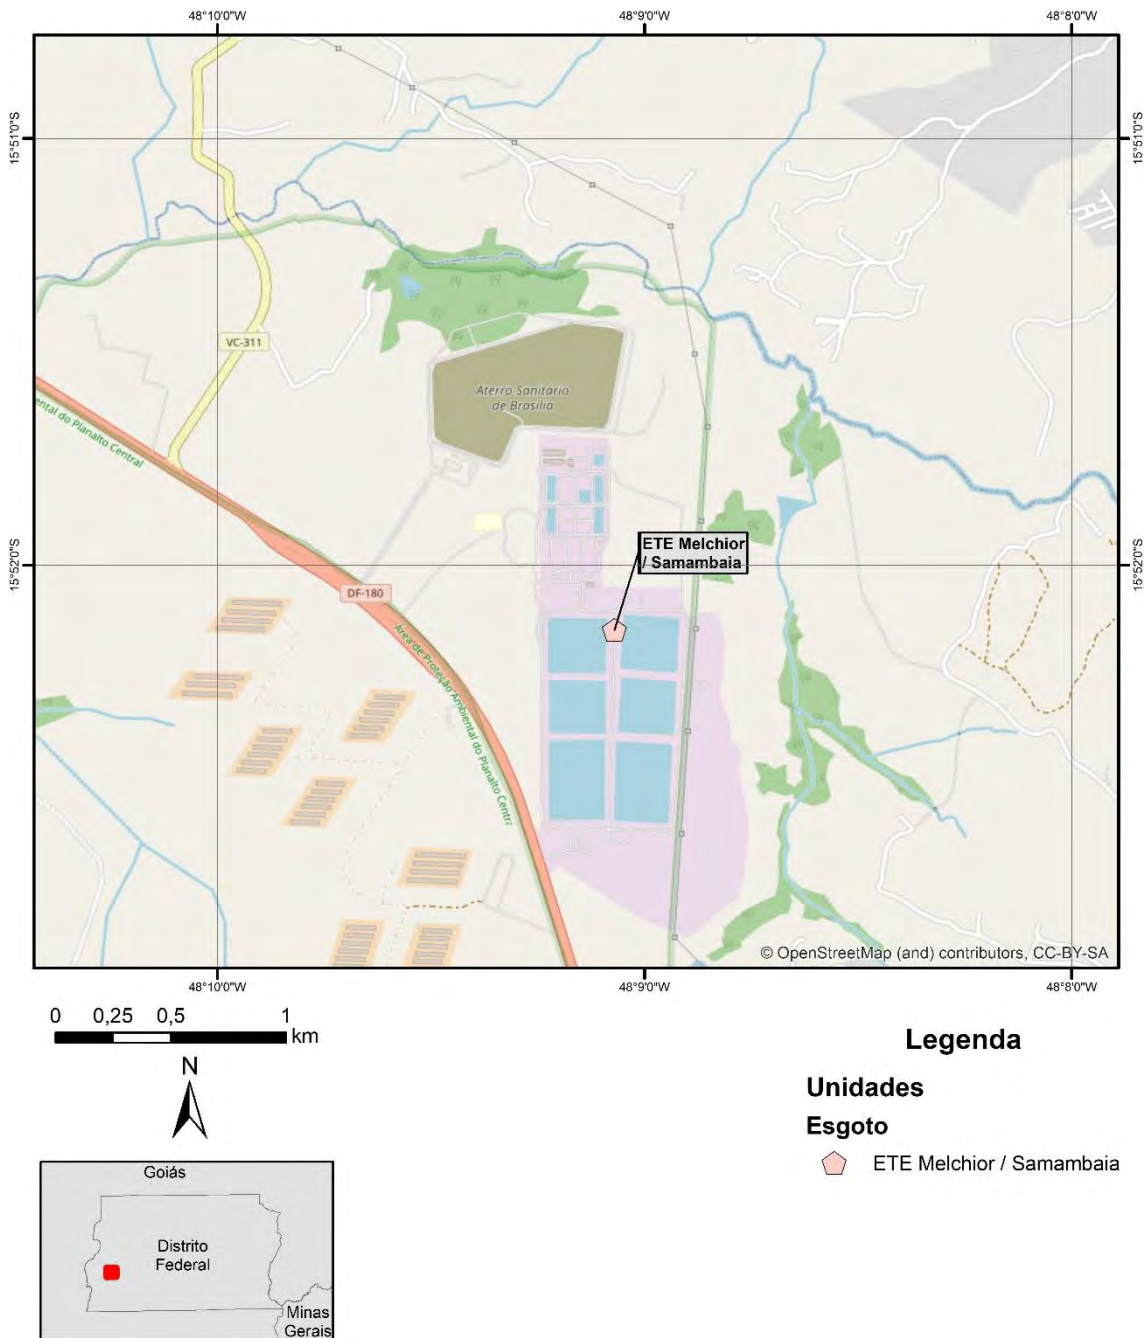 48°10'0"W
48°9'0"W
48°8'0"W
15°51'0"S
15°51'0"S
VC-311
Aterro Sanitário
de Brasília
ental do Planalto Central
ETE Melchior
/ Samambaia
15°52'0"S
15°52'0"S
DF-180
Área de Proteção Ambiental do Planalto Centr
© OpenStreetMap (and) contributors, CC-BY-SA
48°10'0"W
48°9'0"W
48°8'0"W
0 0,25 0,5 1
km
N
Legenda
Unidades
Esgoto
ETE Melchior / Samambaia
Goiás
Distrito
Federal
Minas
Gerais